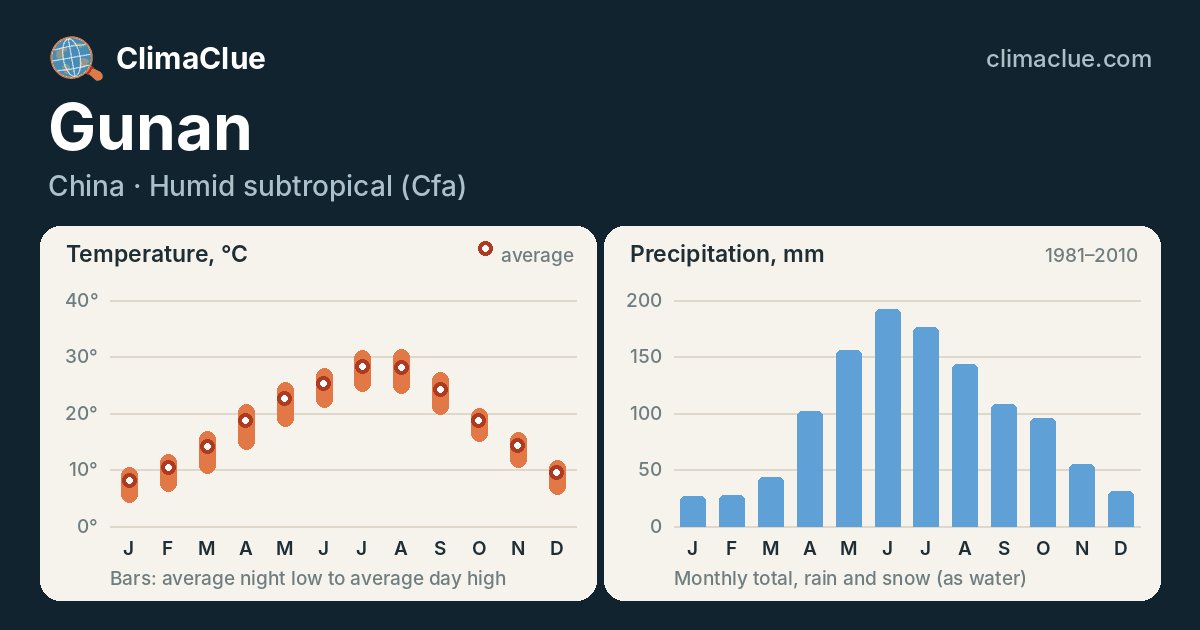 ClimaClue
climaclue.com
Gunan
China · Humid subtropical (Cfa)
Temperature, °C
average
40°
30°
20°
10°
0°
J F M A M J J A S O N D
Bars: average night low to average day high
Precipitation, mm
1981–2010
200
150
100
50
0
J F M A M J J A S O N D
Monthly total, rain and snow (as water)